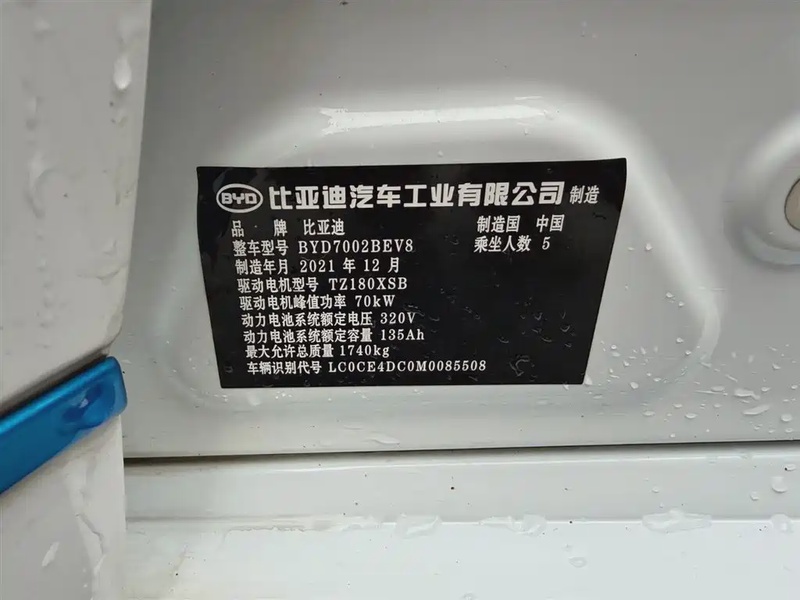 BYD 比亚迪汽车工业有限公司 制造
品 牌 比亚迪 制造国 中国
整车型号 BYD7002BEV8 乘坐人数 5
制造年月 2021 年 12 月
驱动电机型号 TZ180XSB
驱动电机峰值功率 70kW
动力电池系统额定电压 320V
动力电池系统额定容量 135Ah
最大允许总质量 1740kg
车辆识别代号 LC0CE4DC0M0085508